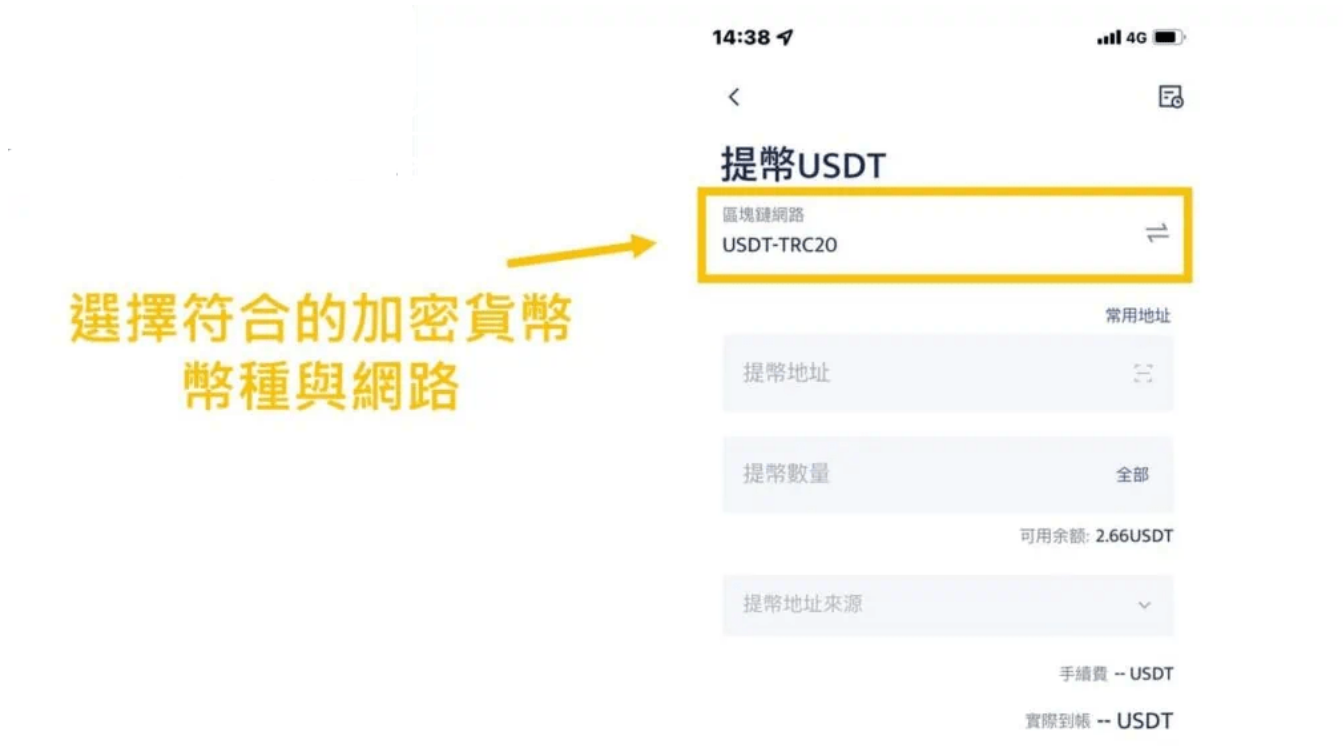 14:38
4G
提幣USDT
區塊鏈網路
USDT-TRC20
選擇符合的加密貨幣
幣種與網路
常用地址
提幣地址
提幣數量
全部
可用余额: 2.66USDT
提幣地址來源
手續費 -- USDT
實際到帳 -- USDT